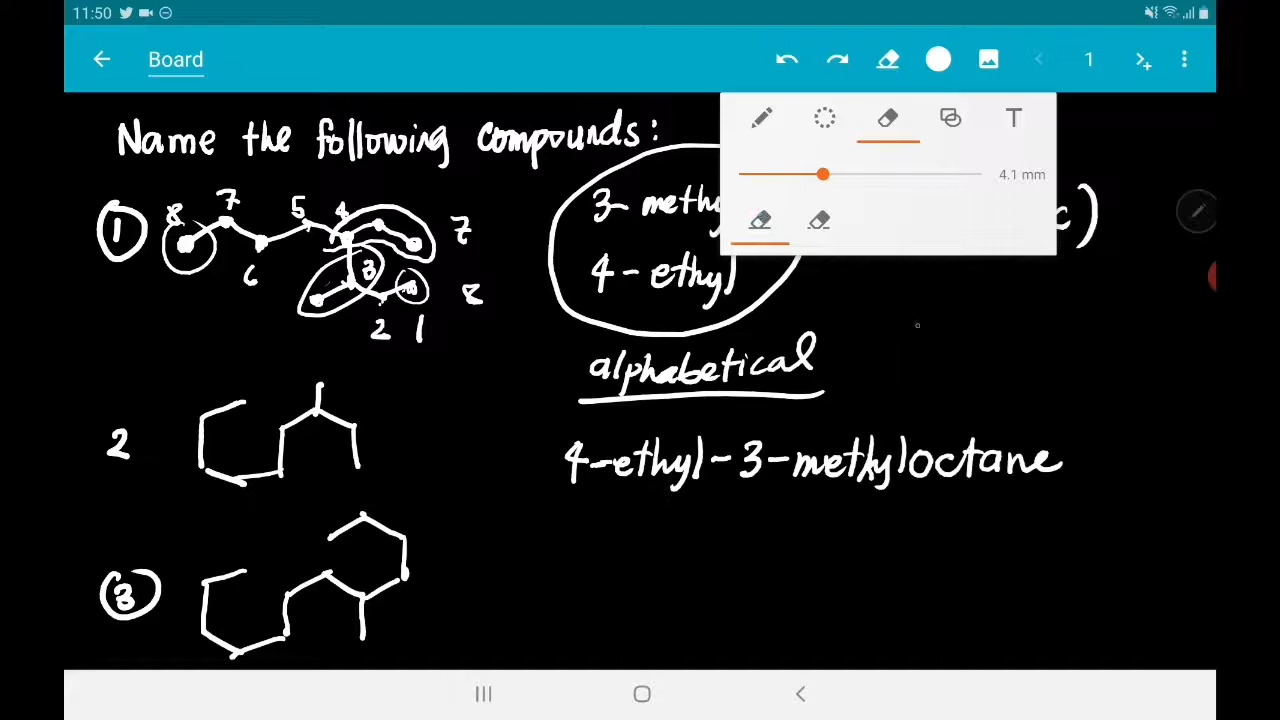 11:50
Board
1
T
4.1 mm
Name the following compounds:
1
8 7 6 5 4 3 2 1
7
8
3- methy
4 - ethyl
c)
alphabetical
2
4-ethyl-3-methyloctane
3